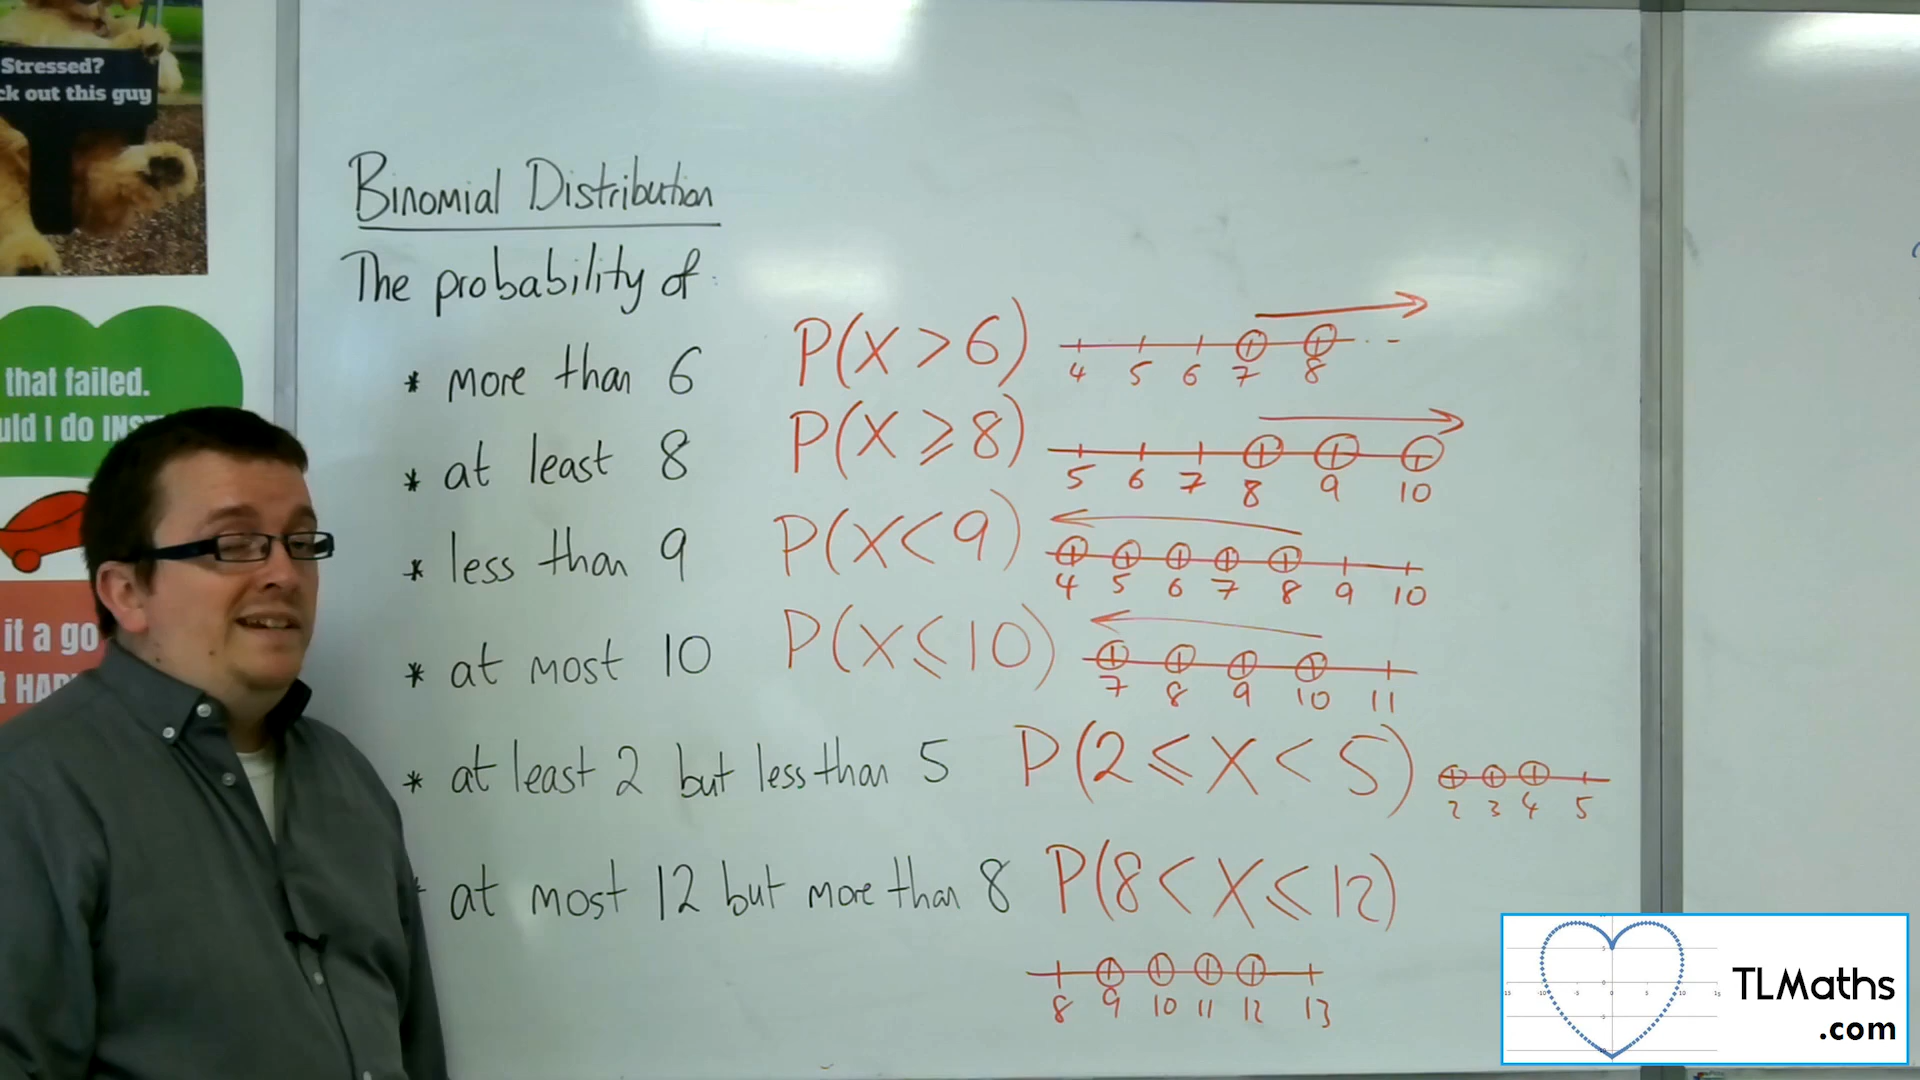 Stressed?
ck out this guy
that failed.
uld I do INS
it a go
Binomial Distribution
The probability of:
* more than 6 P(X > 6)
4 5 6 7 8
* at least 8 P(X ⩾ 8)
5 6 7 8 9 10
* less than 9 P(X < 9)
4 5 6 7 8 9 10
* at most 10 P(X ⩽ 10)
7 8 9 10 11
* at least 2 but less than 5 P(2 ⩽ X < 5)
2 3 4 5
* at most 12 but more than 8 P(8 < X ⩽ 12)
8 9 10 11 12 13
TLMaths
.com